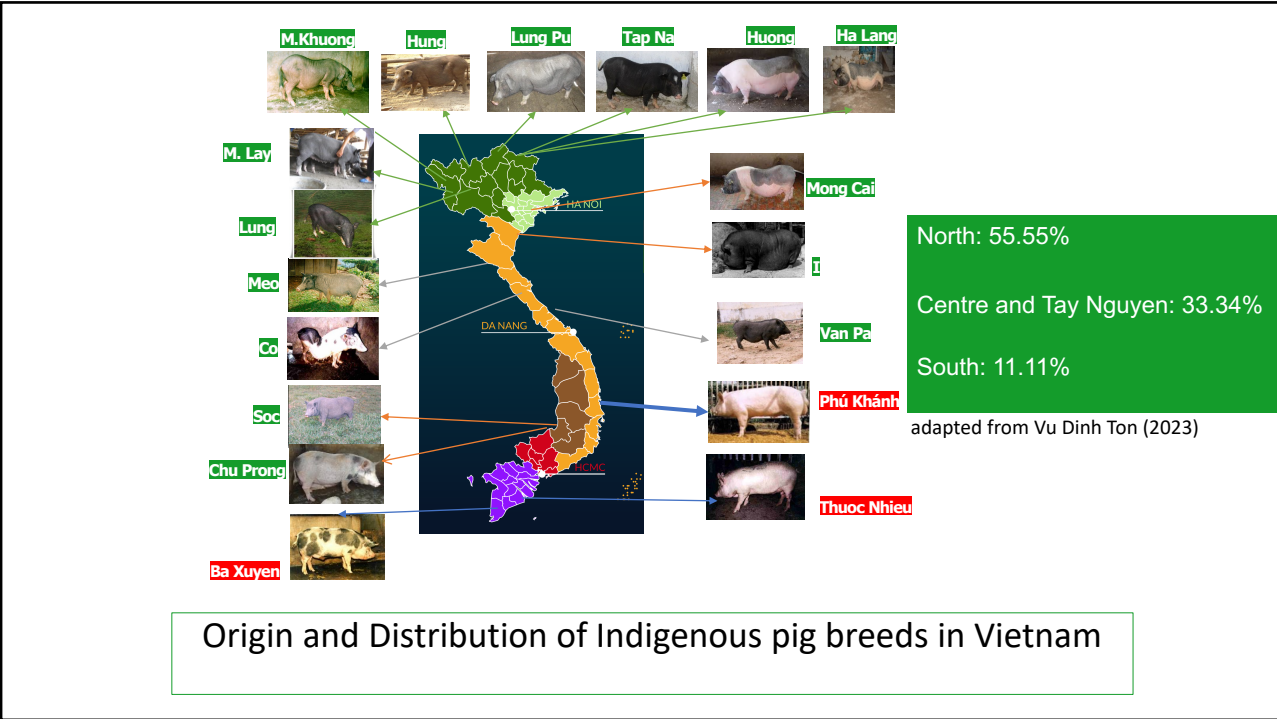 M.Khuong
Hung
Lung Pu
Tap Na
Huong
Ha Lang
M. Lay
Lung
Meo
Co
Soc
Chu Prong
Ba Xuyen
HA NOI
DA NANG
HCMC
Mong Cai
I
Van Pa
Phú Khánh
Thuoc Nhieu
North: 55.55%
Centre and Tay Nguyen: 33.34%
South: 11.11%
adapted from Vu Dinh Ton (2023)
Origin and Distribution of Indigenous pig breeds in Vietnam